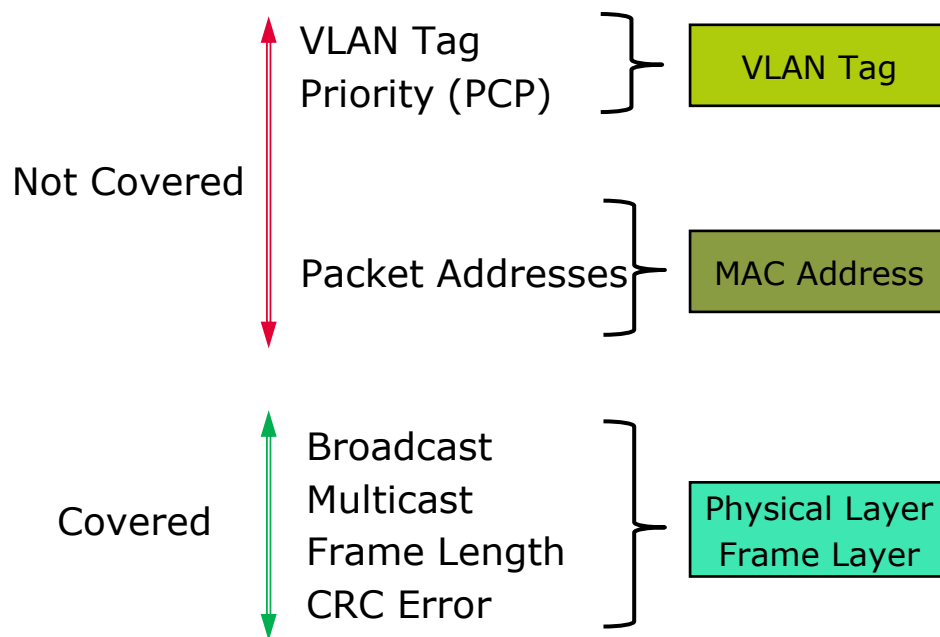 VLAN Tag
Priority (PCP)
VLAN Tag
Not Covered
Packet Addresses
MAC Address
Broadcast
Multicast
Frame Length
CRC Error
Covered
Physical Layer
Frame Layer